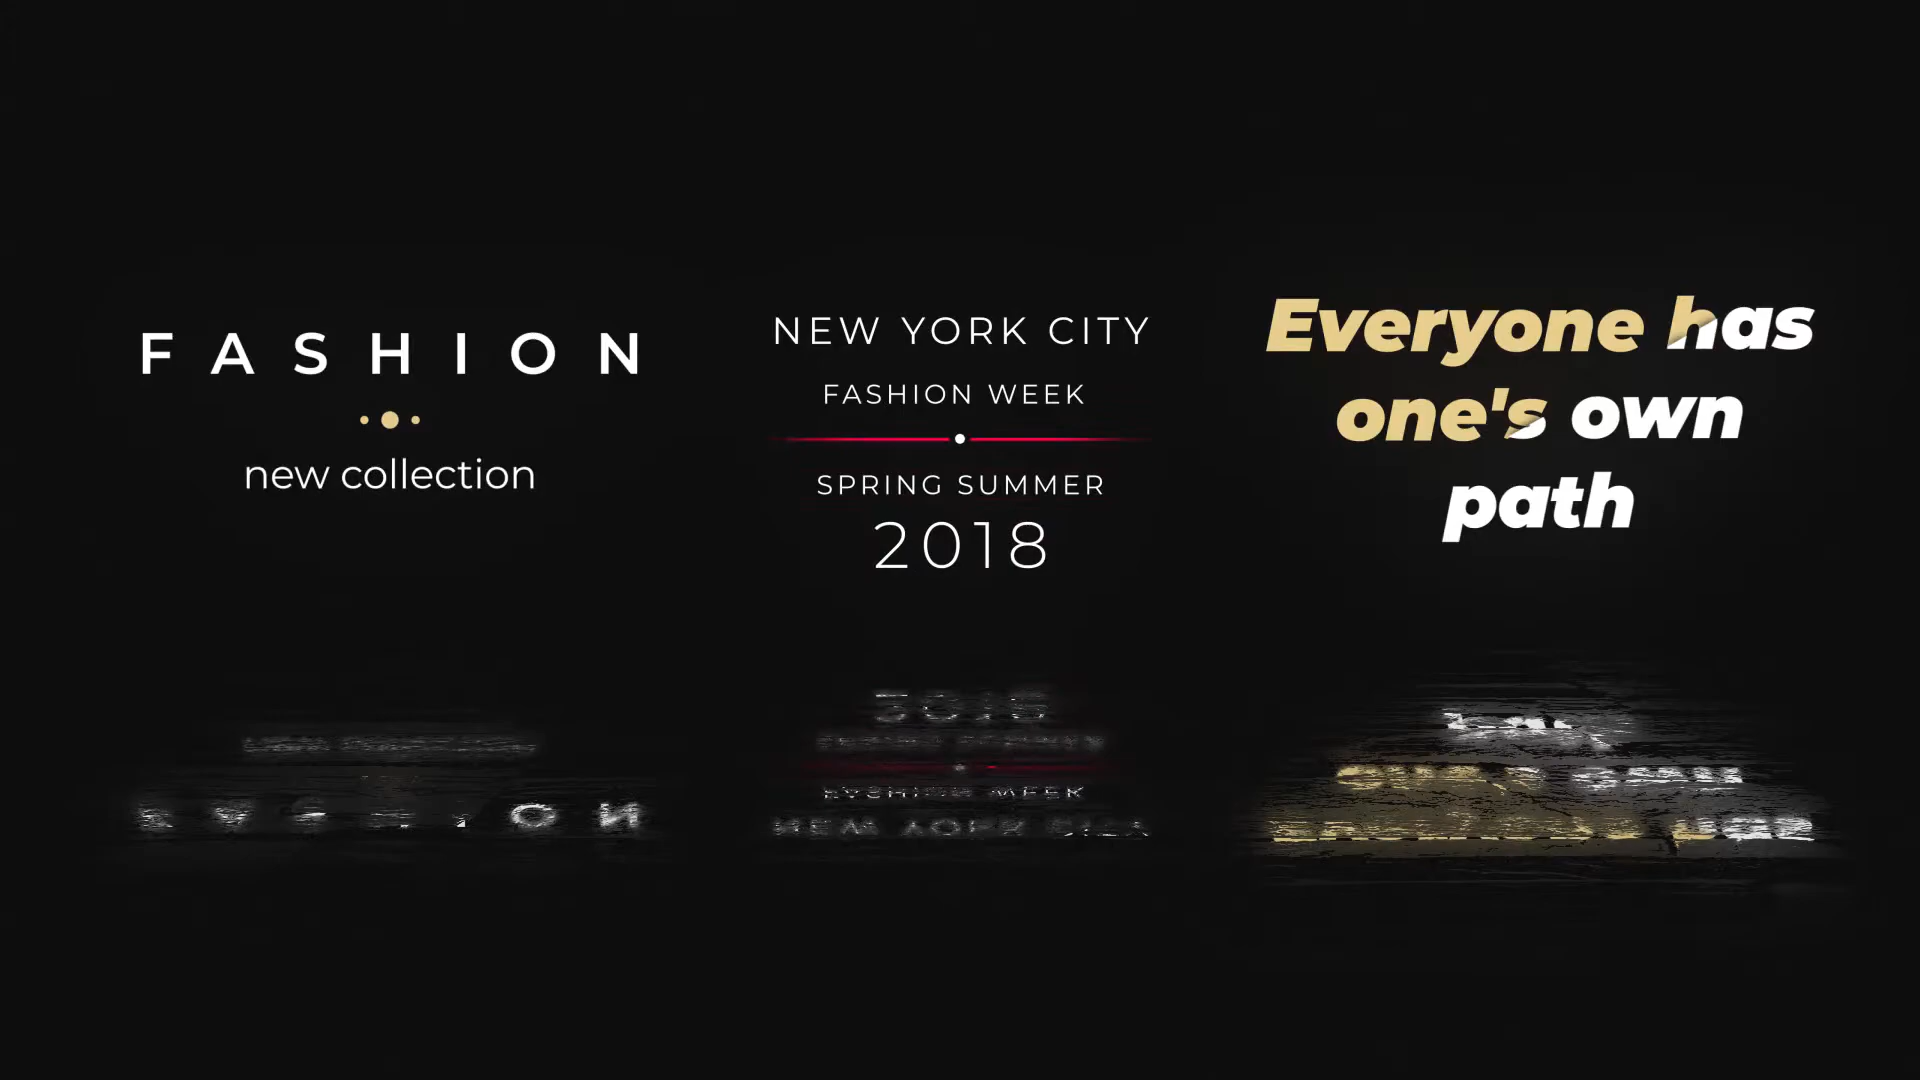 FASHION
new collection
NEW YORK CITY
FASHION WEEK
SPRING SUMMER
2018
Everyone has
one's own
path